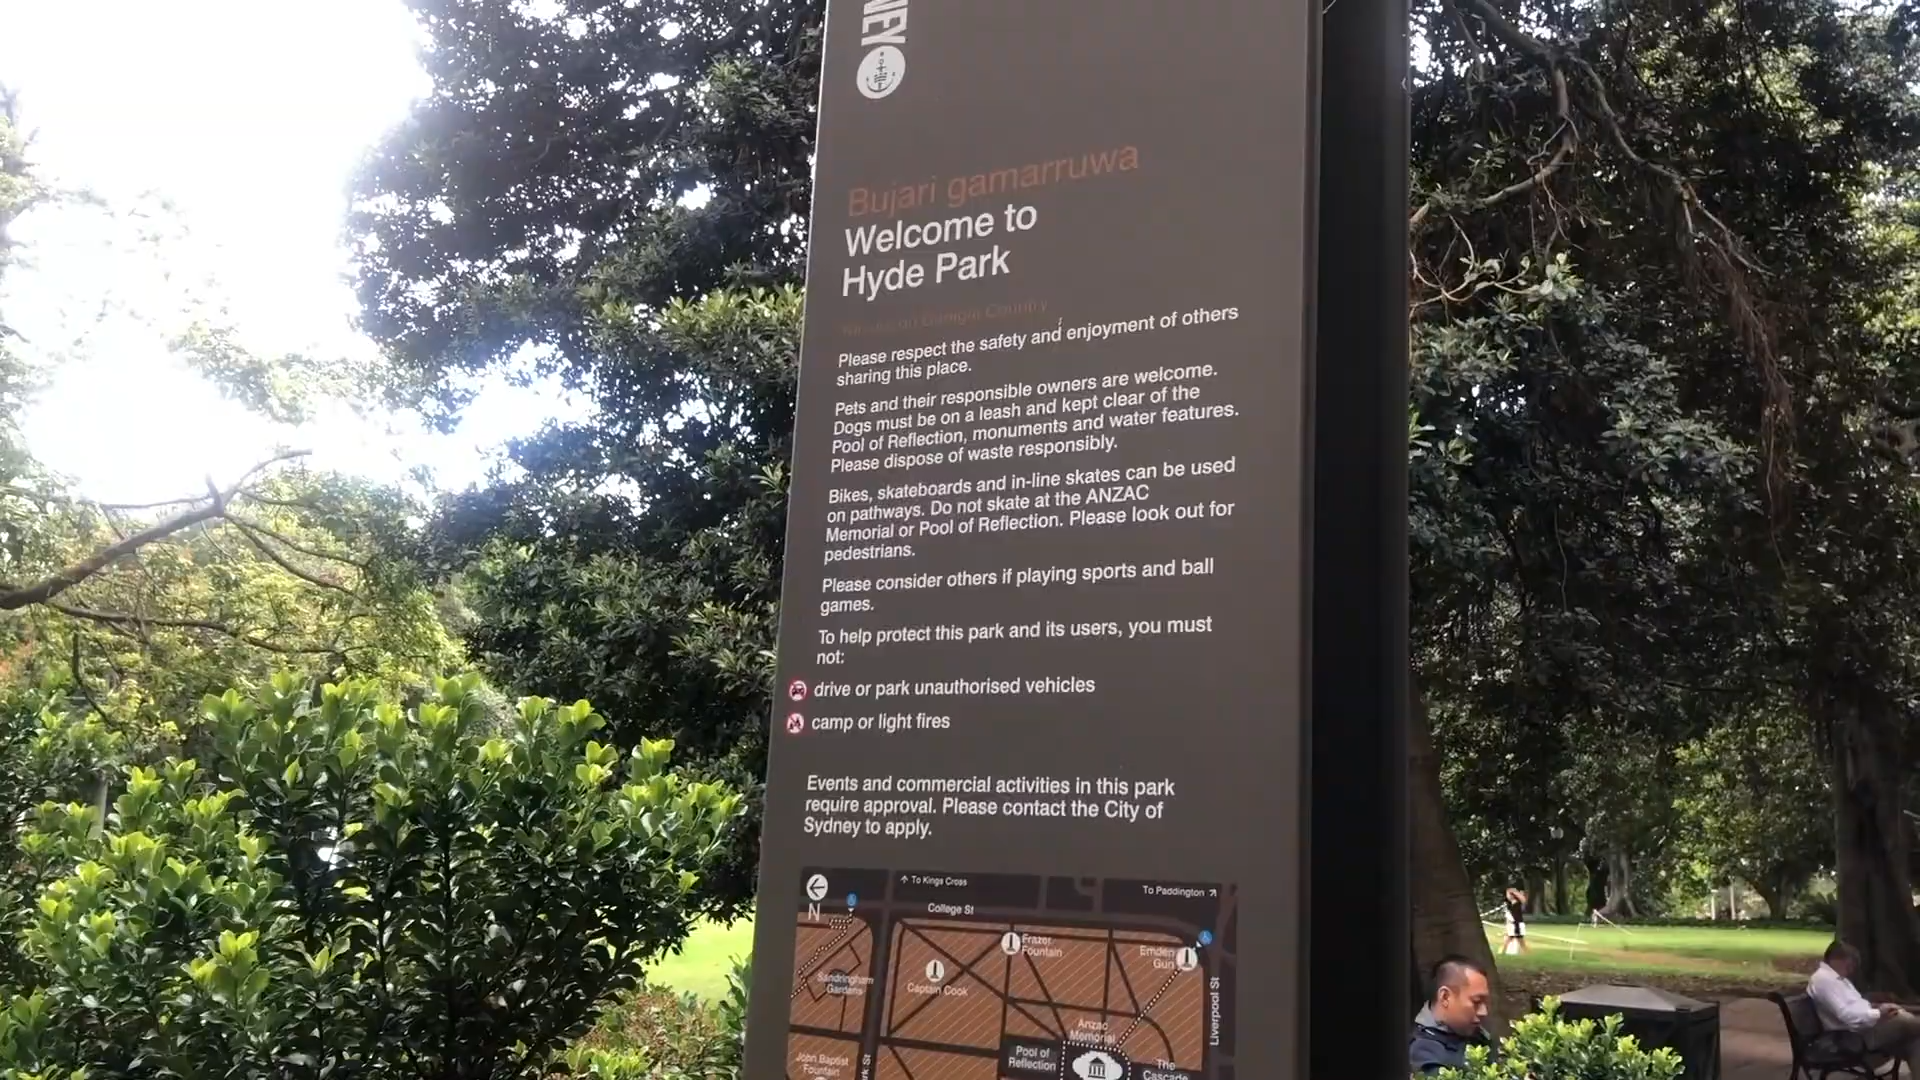 NEY
Bujari gamarruwa
Welcome to
Hyde Park
on Gadigal Country
Please respect the safety and enjoyment of others
sharing this place.
Pets and their responsible owners are welcome.
Dogs must be on a leash and kept clear of the
Pool of Reflection, monuments and water features.
Please dispose of waste responsibly.
Bikes, skateboards and in-line skates can be used
on pathways. Do not skate at the ANZAC
Memorial or Pool of Reflection. Please look out for
pedestrians.
Please consider others if playing sports and ball
games.
To help protect this park and its users, you must
not:
drive or park unauthorised vehicles
camp or light fires
Events and commercial activities in this park
require approval. Please contact the City of
Sydney to apply.
N
To Kings Cross
To Paddington
College St
Frazer
Fountain
Emden
Gun
Sandringham
Gardens
Captain Cook
Liverpool St
Anzac
Memorial
Pool of
Reflection
The
Cascade
John Baptist
Fountain
St